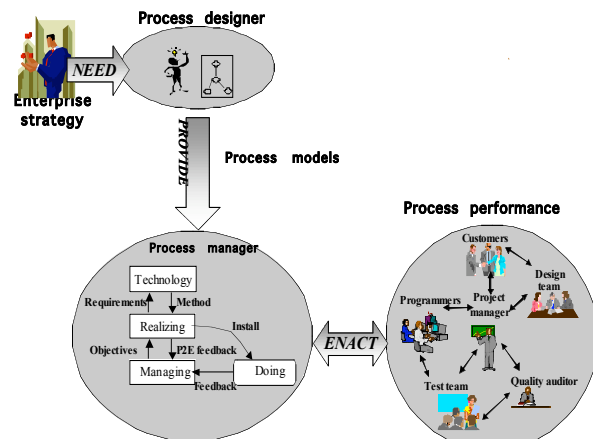 Process designer
NEED
Enterprise
strategy
PROVIDE
Process models
Process manager
Technology
Requirements
Method
Realizing
Install
Objectives
P2E feedback
Managing
Doing
Feedback
ENACT
Process performance
Customers
Design
team
Programmers
Project
manager
Test team
Quality auditor